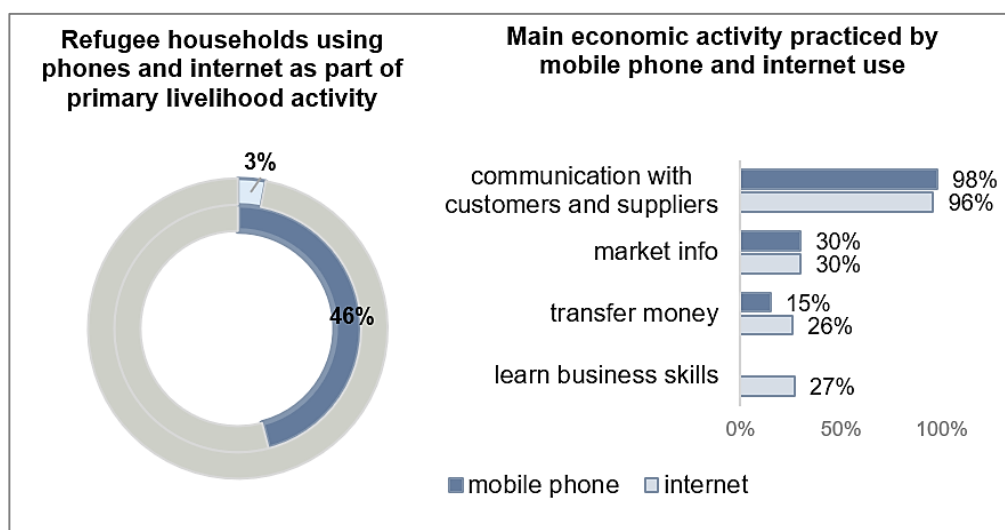 Refugee households using
phones and internet as part of
primary livelihood activity
3%
46%
Main economic activity practiced by
mobile phone and internet use
communication with
customers and suppliers
98%
96%
market info
30%
30%
transfer money
15%
26%
learn business skills
27%
0%
50%
100%
mobile phone
internet